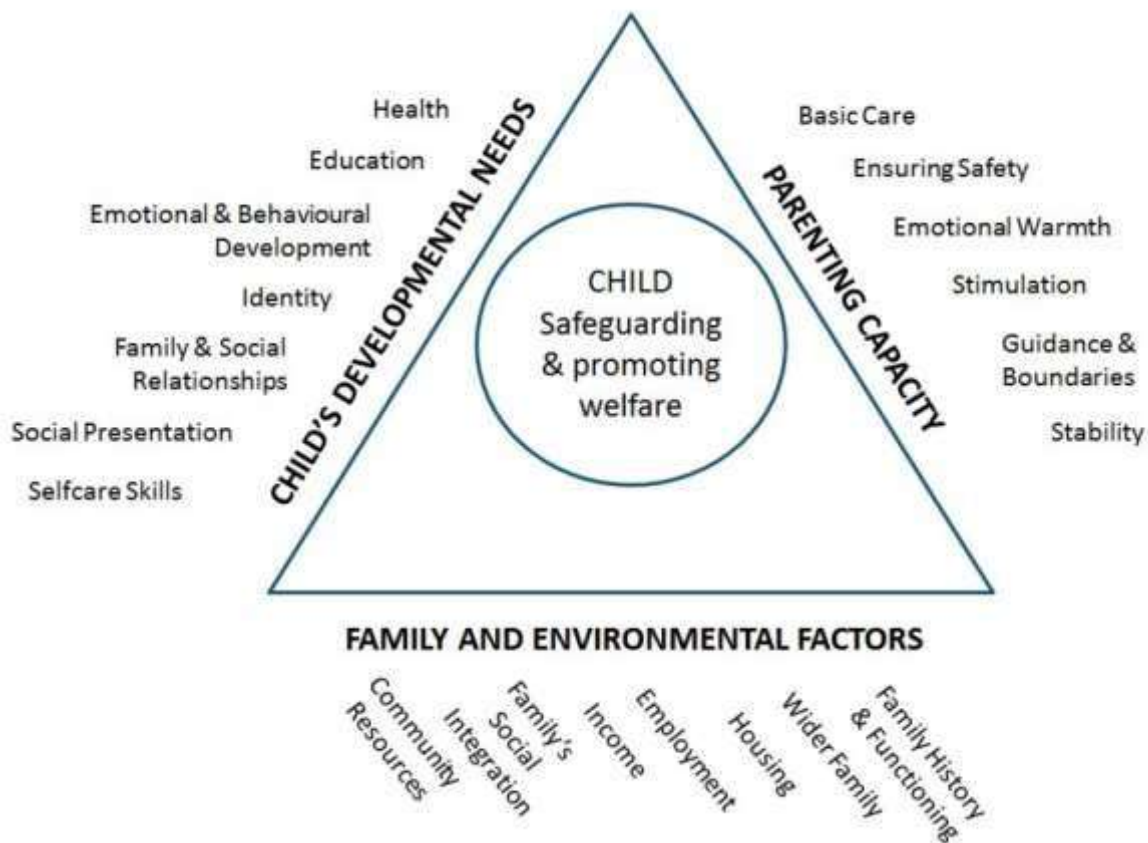 Health
Education
Emotional & Behavioural
Development
Identity
Family & Social
Relationships
Social Presentation
Selfcare Skills
CHILD'S DEVELOPMENTAL NEEDS
CHILD
Safeguarding
& promoting
welfare
PARENTING CAPACITY
Basic Care
Ensuring Safety
Emotional Warmth
Stimulation
Guidance &
Boundaries
Stability
FAMILY AND ENVIRONMENTAL FACTORS
Community
Resources
Family's
Social
Integration
Income
Employment
Housing
Wider Family
Family History
& Functioning